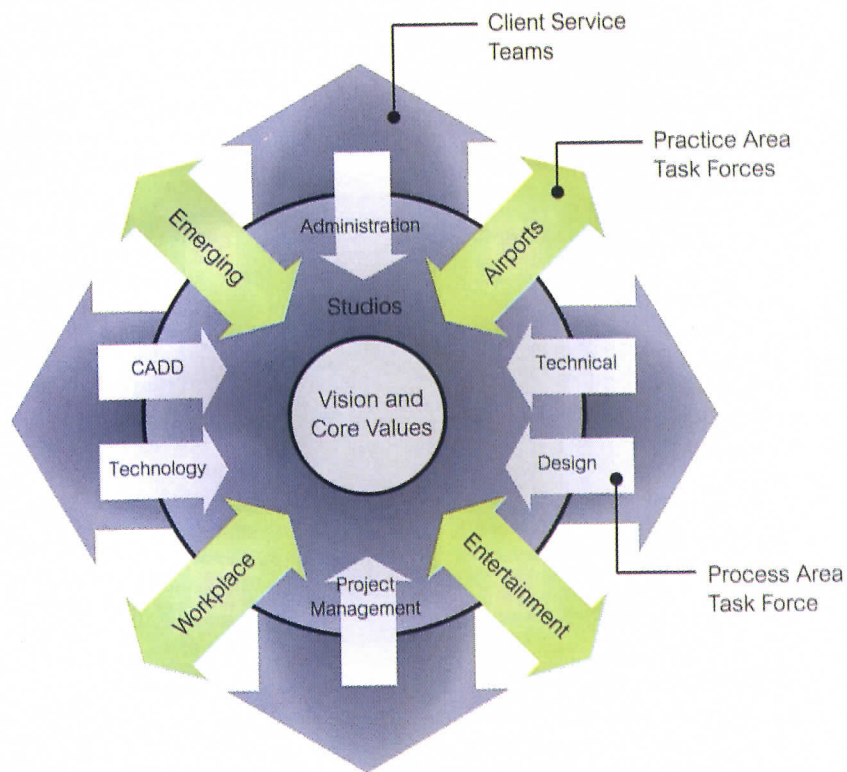 Client Service
Teams
Practice Area
Task Forces
Emerging
Administration
Airports
Studios
CADD
Technical
Vision and
Core Values
Technology
Design
Workplace
Project
Management
Entertainment
Process Area
Task Force